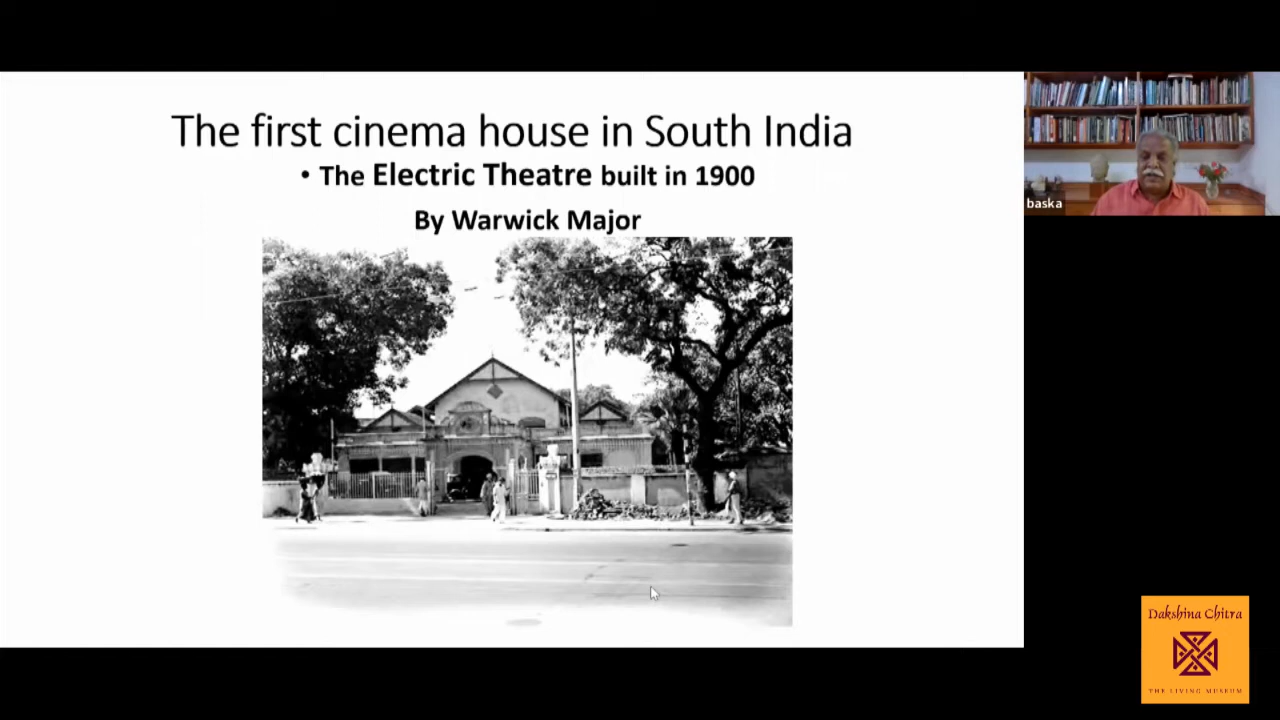 The first cinema house in South India
• The Electric Theatre built in 1900
By Warwick Major
baska
Dakshina Chitra
THE LIVING MUSEUM